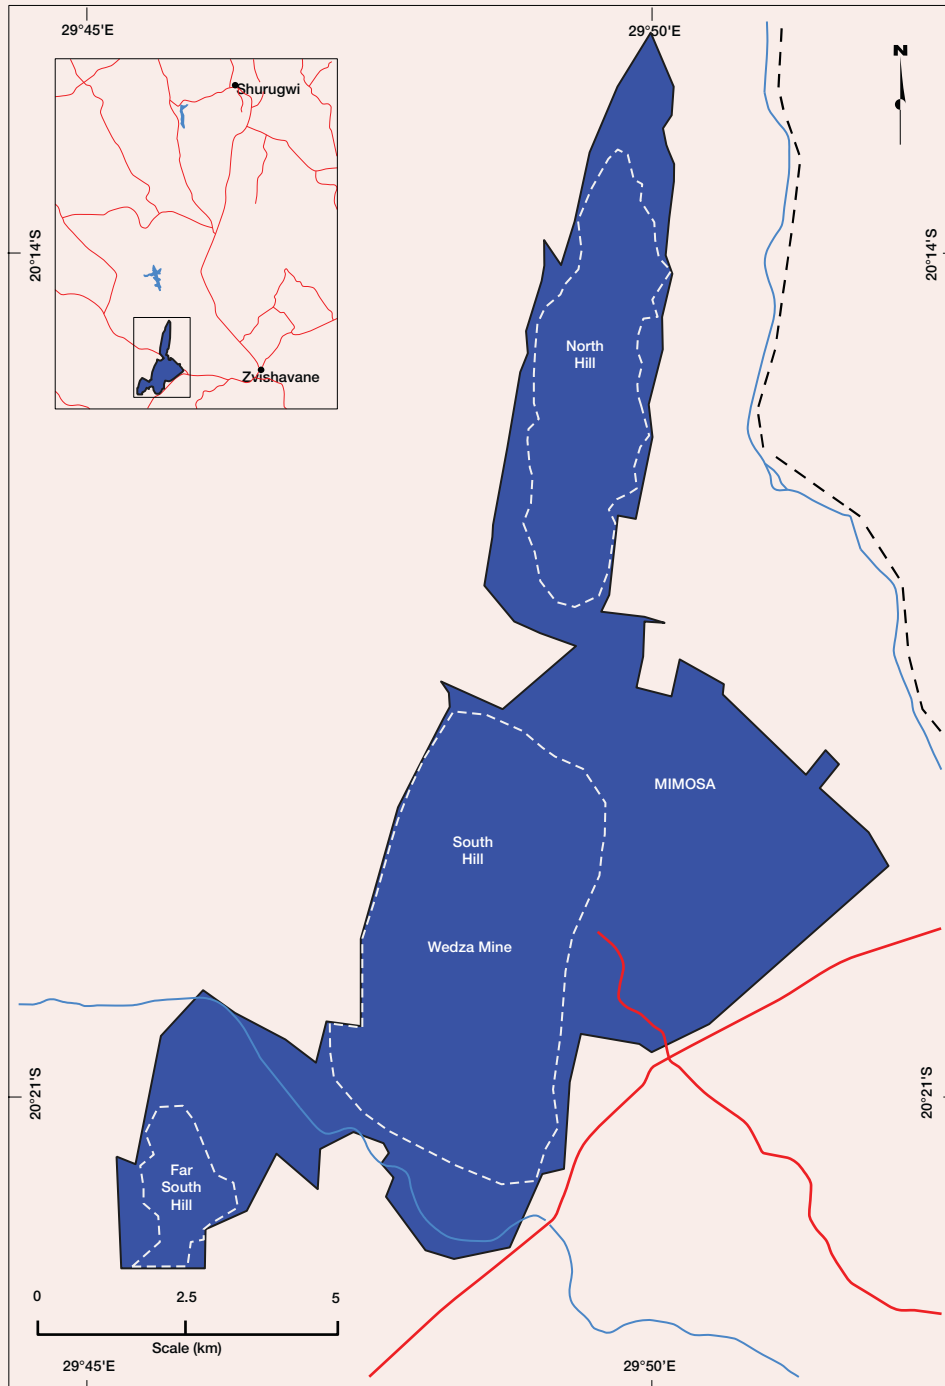 29°45'E
29°50'E
N
Shurugwi
20°14'S
20°14'S
North
Hill
Zvishavane
MIMOSA
South
Hill
Wedza Mine
20°21'S
20°21'S
Far
South
Hill
0 2.5 5
Scale (km)
29°45'E
29°50'E